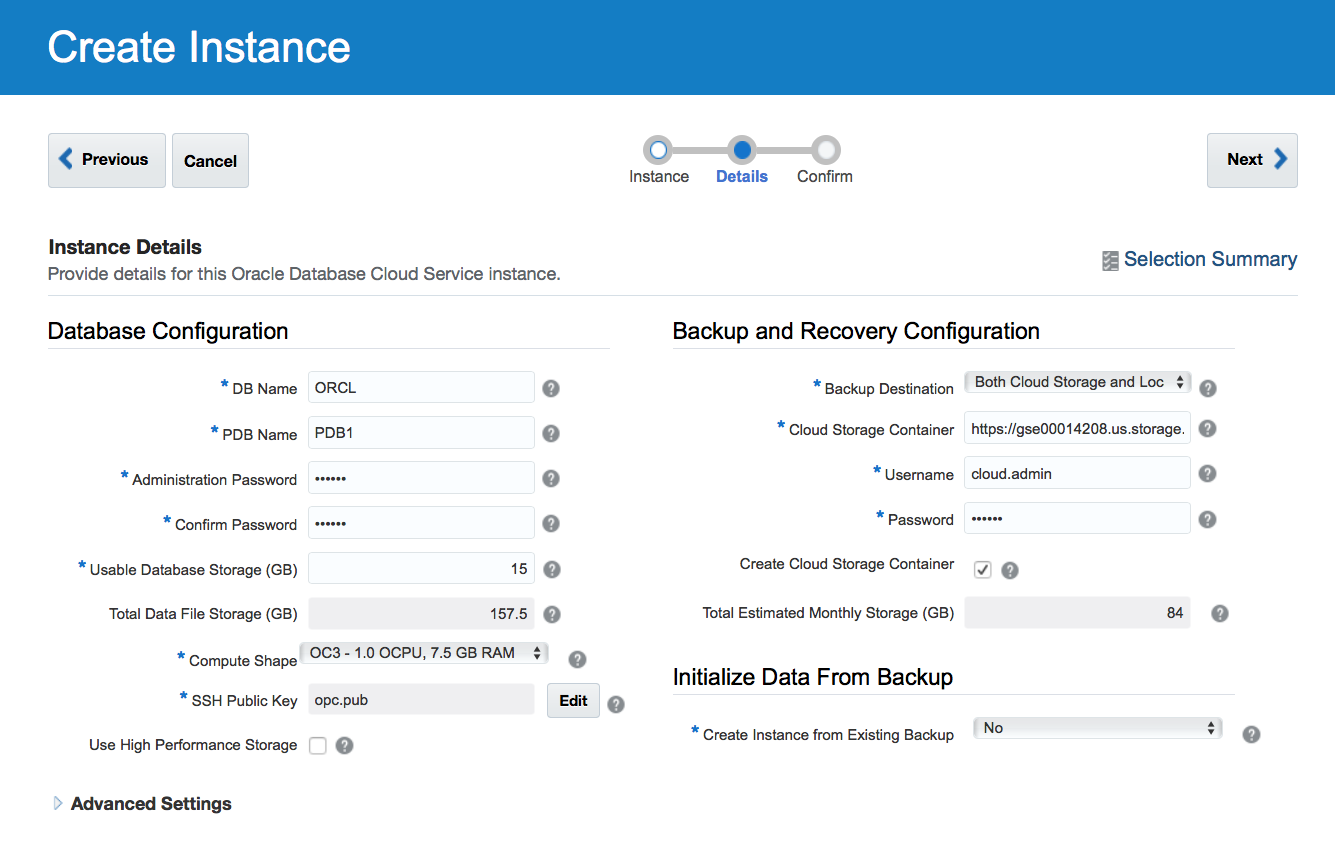 Create Instance
Previous
Cancel
Instance
Details
Confirm
Next
Instance Details
Provide details for this Oracle Database Cloud Service instance.
Selection Summary
Database Configuration
* DB Name ORCL ?
* PDB Name PDB1 ?
* Administration Password •••••• ?
* Confirm Password •••••• ?
* Usable Database Storage (GB) 15 ?
Total Data File Storage (GB) 157.5 ?
* Compute Shape OC3 - 1.0 OCPU, 7.5 GB RAM ?
* SSH Public Key opc.pub Edit ?
Use High Performance Storage ?
Advanced Settings
Backup and Recovery Configuration
* Backup Destination Both Cloud Storage and Loc ?
* Cloud Storage Container https://gse00014208.us.storage. ?
* Username cloud.admin ?
* Password •••••• ?
Create Cloud Storage Container ?
Total Estimated Monthly Storage (GB) 84 ?
Initialize Data From Backup
* Create Instance from Existing Backup No ?